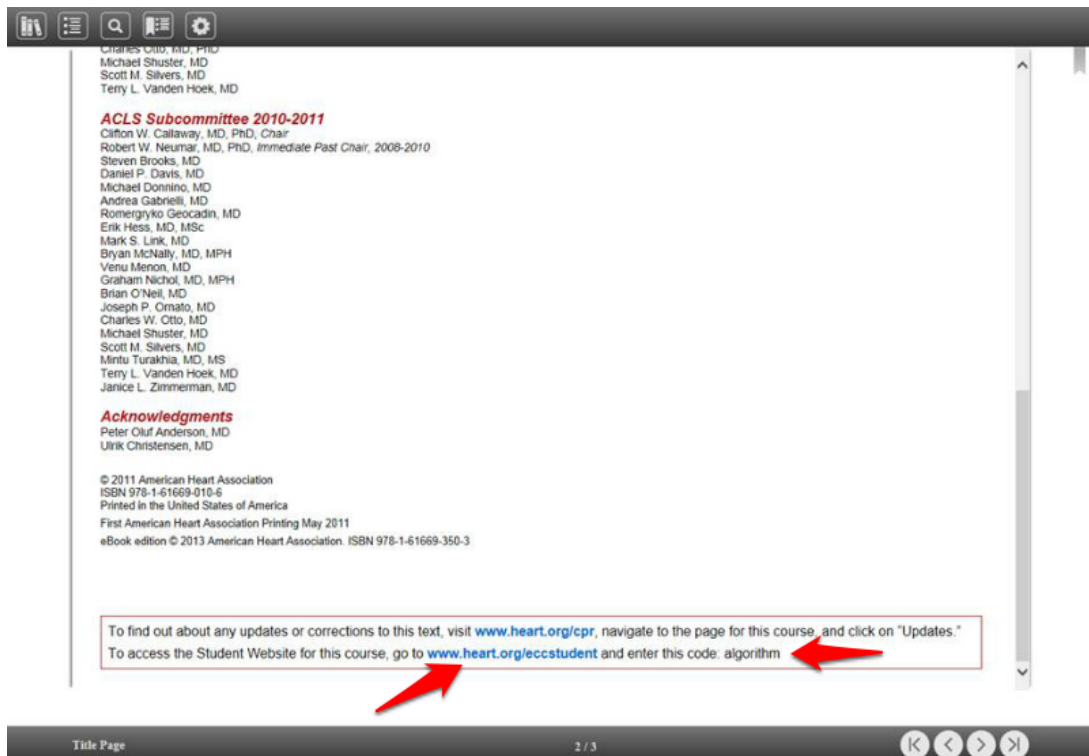 Charles Otto, MD, PhD
Michael Shuster, MD
Scott M. Silvers, MD
Terry L. Vanden Hoek, MD
ACLS Subcommittee 2010-2011
Clifton W. Callaway, MD, PhD, Chair
Robert W. Neumar, MD, PhD, Immediate Past Chair, 2008-2010
Steven Brooks, MD
Daniel P. Davis, MD
Michael Donnino, MD
Andrea Gabrielli, MD
Romergryko Geocadin, MD
Erik Hess, MD, MSc
Mark S. Link, MD
Bryan McNally, MD, MPH
Venu Menon, MD
Graham Nichol, MD, MPH
Brian O'Neil, MD
Joseph P. Ornato, MD
Charles W. Otto, MD
Michael Shuster, MD
Scott M. Silvers, MD
Mintu Turakhia, MD, MS
Terry L. Vanden Hoek, MD
Janice L. Zimmerman, MD
Acknowledgments
Peter Oluf Anderson, MD
Ulrik Christensen, MD
© 2011 American Heart Association
ISBN 978-1-61669-010-6
Printed in the United States of America
First American Heart Association Printing May 2011
eBook edition © 2013 American Heart Association. ISBN 978-1-61669-350-3
To find out about any updates or corrections to this text, visit www.heart.org/cpr, navigate to the page for this course, and click on "Updates."
To access the Student Website for this course, go to www.heart.org/eccstudent and enter this code: algorithm
Title Page
2 / 3